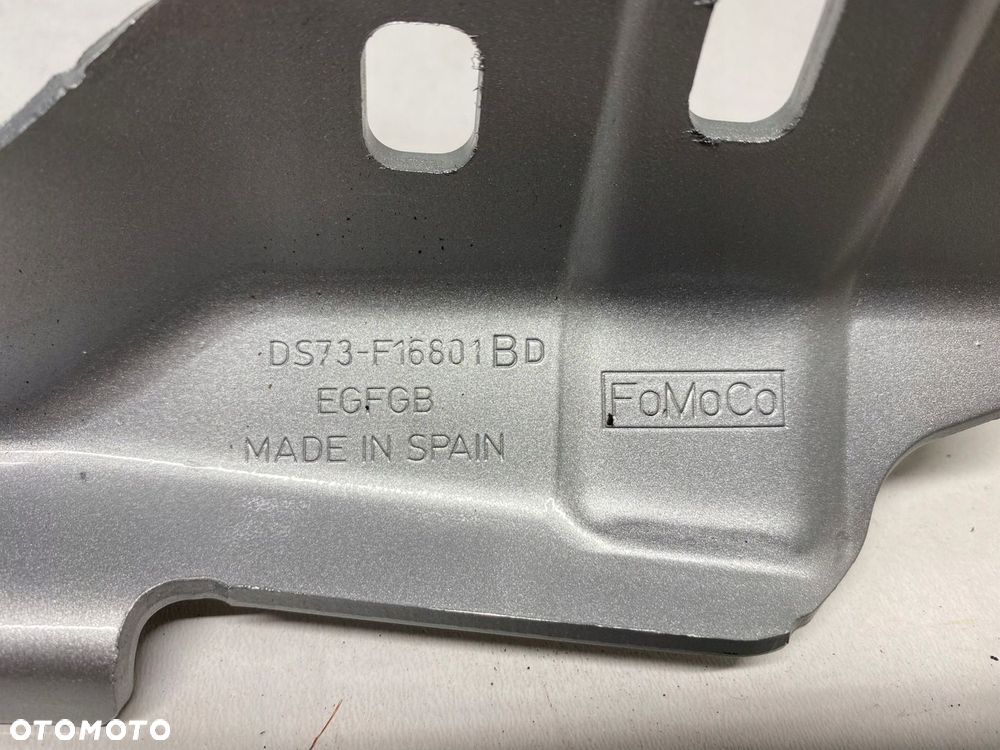 DS73-F16801BD
EGFGB
MADE IN SPAIN
FoMoCo
OTOMOTO